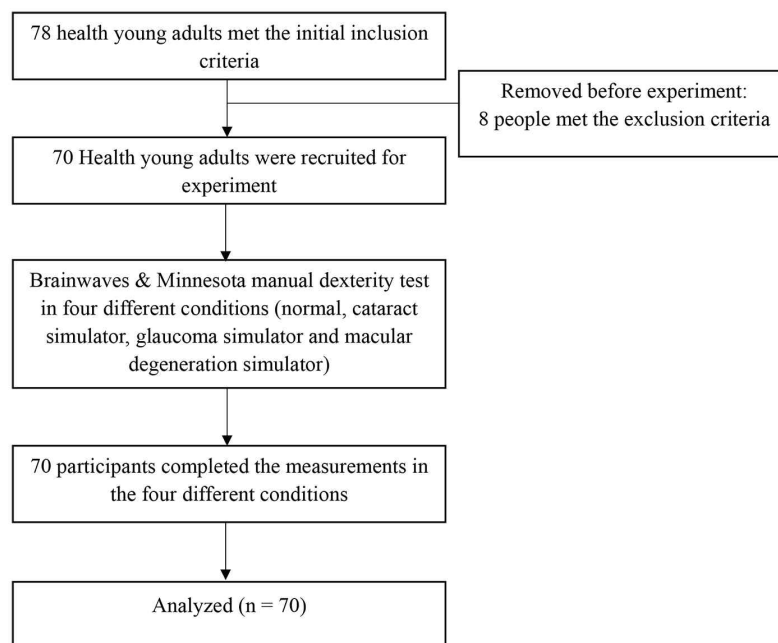 78 health young adults met the initial inclusion
criteria
Removed before experiment:
8 people met the exclusion criteria
70 Health young adults were recruited for
experiment
Brainwaves & Minnesota manual dexterity test
in four different conditions (normal, cataract
simulator, glaucoma simulator and macular
degeneration simulator)
70 participants completed the measurements in
the four different conditions
Analyzed (n = 70)